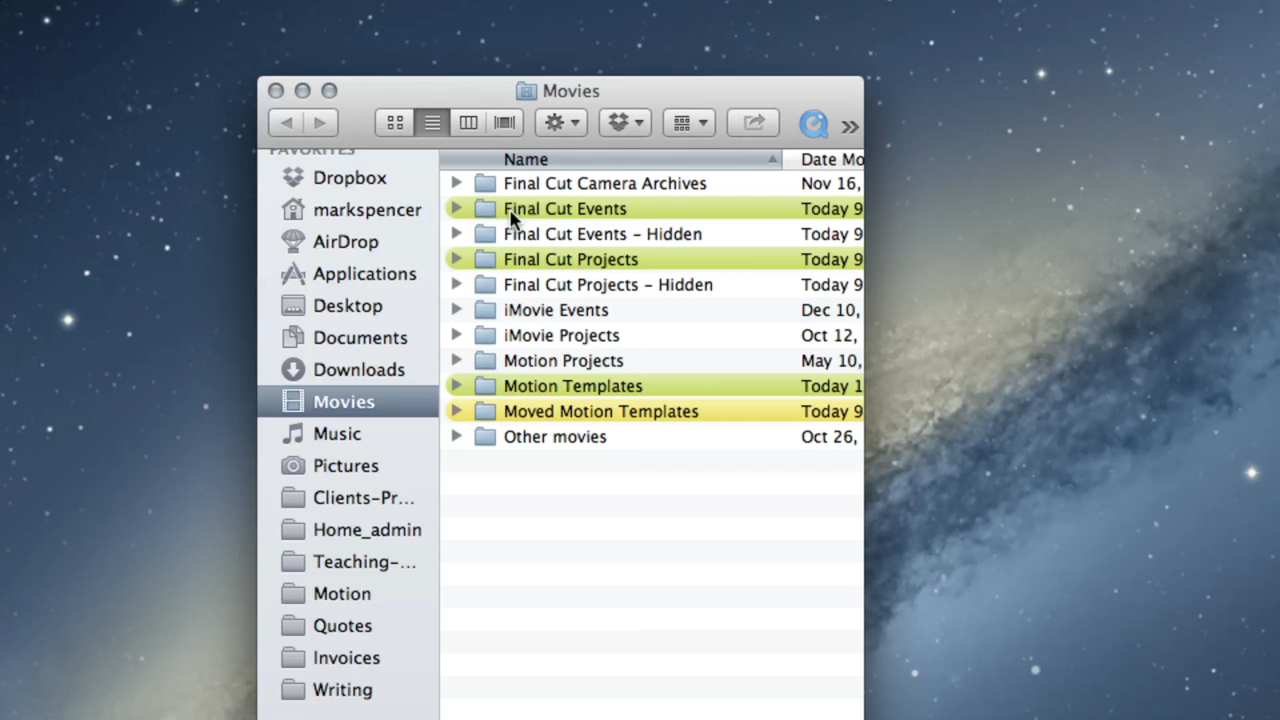 Movies
FAVORITES
Dropbox
markspencer
AirDrop
Applications
Desktop
Documents
Downloads
Movies
Music
Pictures
Clients-Pr...
Home_admin
Teaching-...
Motion
Quotes
Invoices
Writing
Name Date Mo
Final Cut Camera Archives Nov 16,
Final Cut Events Today 9
Final Cut Events – Hidden Today 9
Final Cut Projects Today 9
Final Cut Projects – Hidden Today 9
iMovie Events Dec 10,
iMovie Projects Oct 12,
Motion Projects May 10,
Motion Templates Today 1
Moved Motion Templates Today 9
Other movies Oct 26,